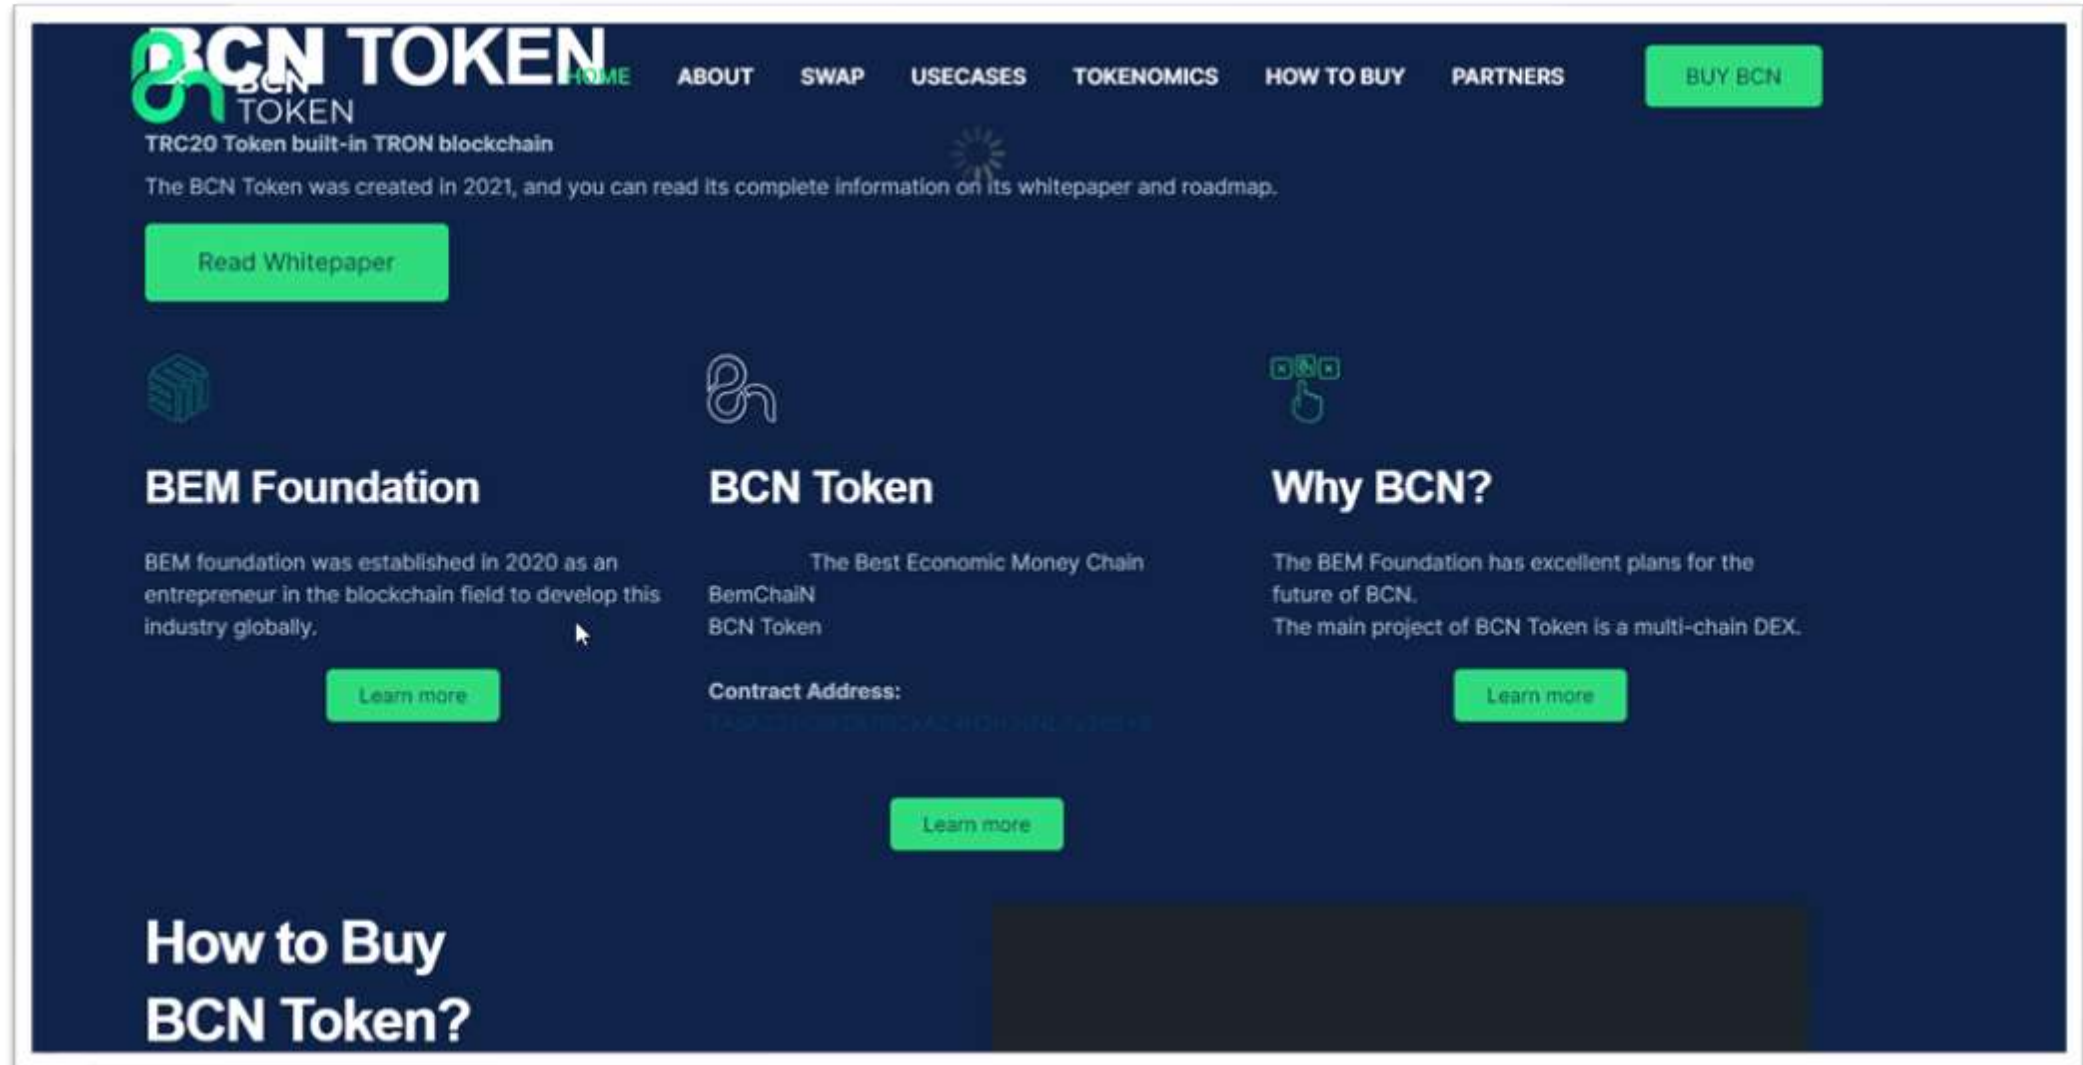 BCN TOKEN
BCN
TOKEN
HOME ABOUT SWAP USECASES TOKENOMICS HOW TO BUY PARTNERS BUY BCN
TRC20 Token built-in TRON blockchain
The BCN Token was created in 2021, and you can read its complete information on its whitepaper and roadmap.
Read Whitepaper
BEM Foundation
BEM foundation was established in 2020 as an
entrepreneur in the blockchain field to develop this
industry globally.
Learn more
BCN Token
The Best Economic Money Chain
BemChaiN
BCN Token
Contract Address:
Learn more
Why BCN?
The BEM Foundation has excellent plans for the
future of BCN.
The main project of BCN Token is a multi-chain DEX.
Learn more
How to Buy
BCN Token?